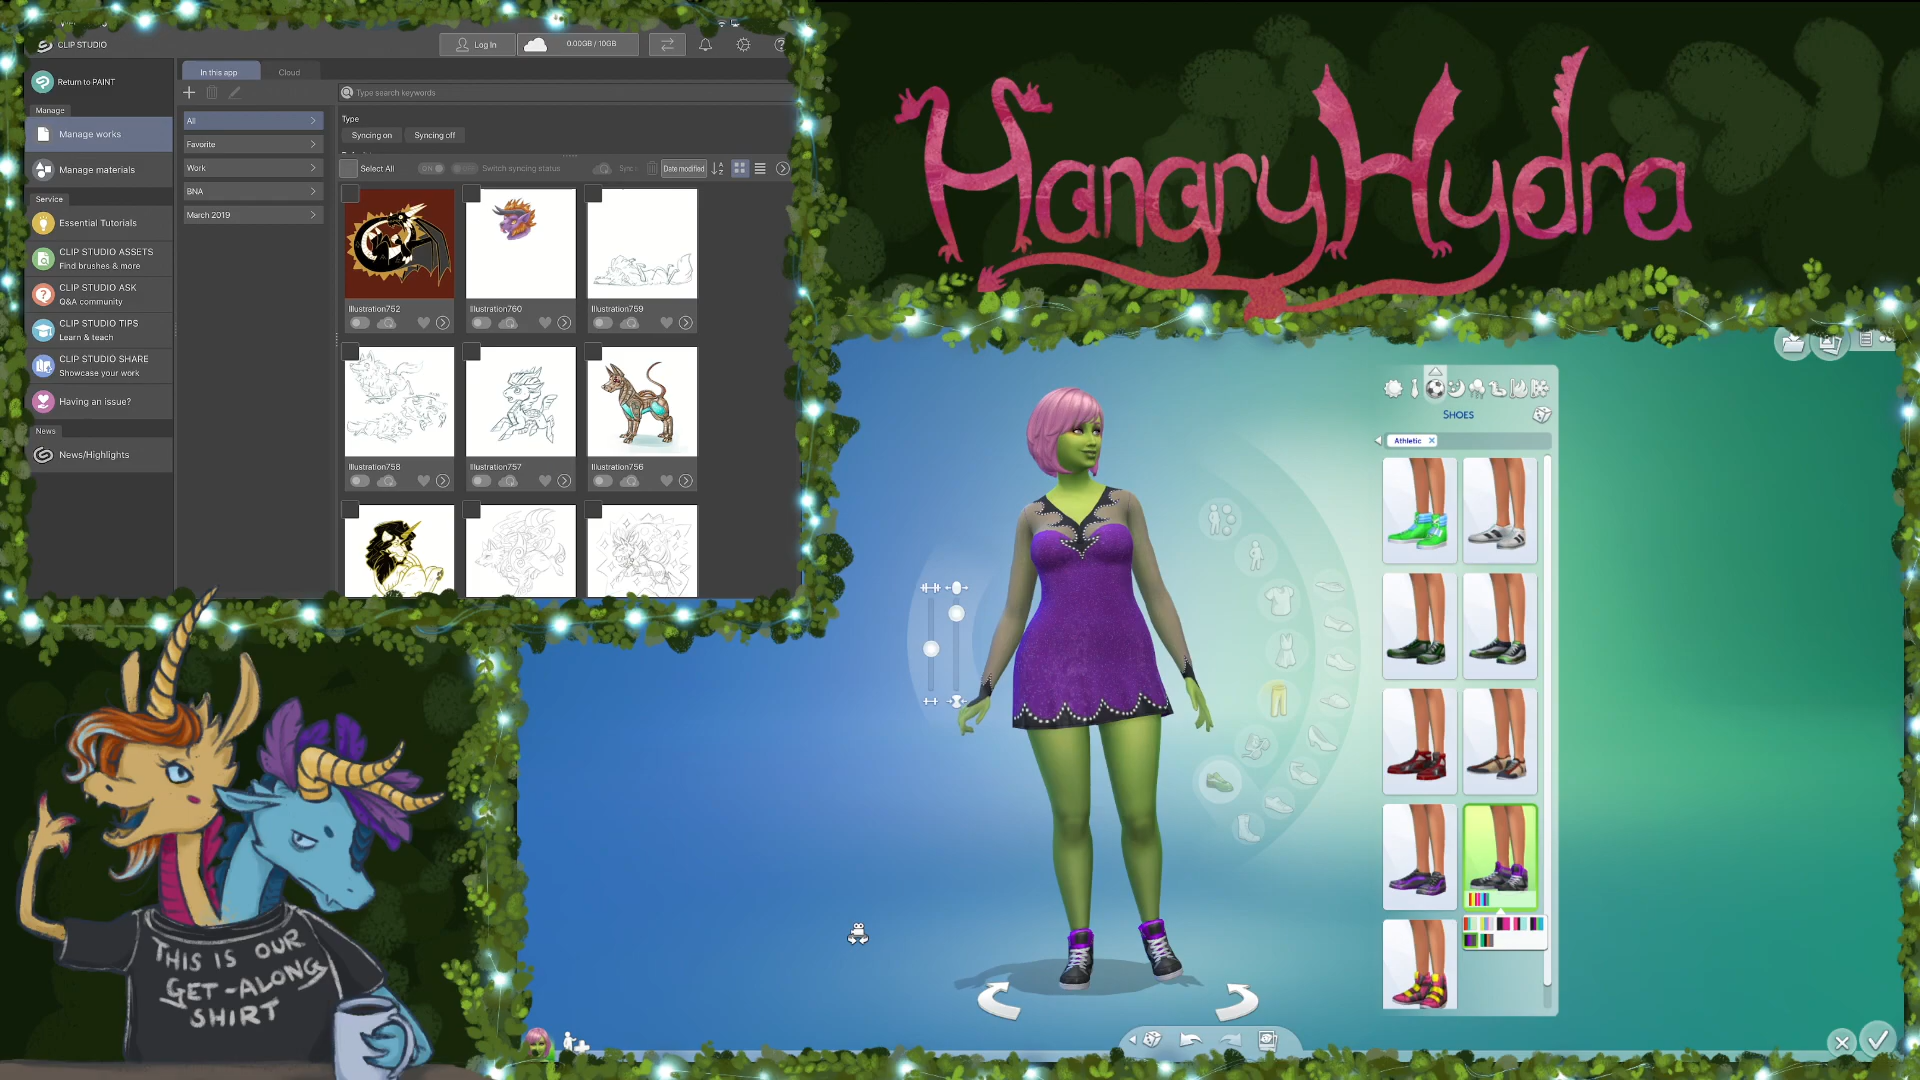 CLIP STUDIO
Log In
0.00GB / 10GB
Return to PAINT
Manage
Manage works
Manage materials
Service
Essential Tutorials
CLIP STUDIO ASSETS
Find brushes & more
CLIP STUDIO ASK
Q&A community
CLIP STUDIO TIPS
Learn & teach
CLIP STUDIO SHARE
Showcase your work
Having an issue?
News
News/Highlights
In this app
Cloud
All
Favorite
Work
BNA
March 2019
Type search keywords
Type
Syncing on
Syncing off
Select All
ON
Switch syncing status
Date modified
Illustration752
Illustration760
Illustration759
Illustration758
Illustration757
Illustration756
HangryHydra
SHOES
Athletic
THIS IS OUR
GET-ALONG
SHIRT